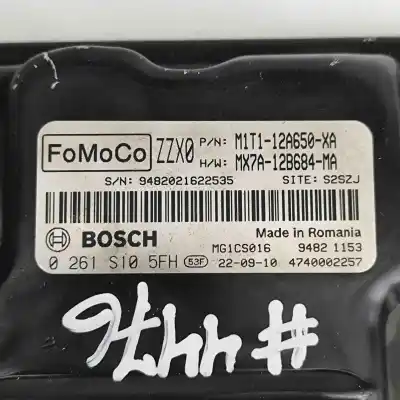 FoMoCo ZZX0 P/N: M1T1-12A650-XA
H/W: MX7A-12B684-MA
S/N: 9482021622535 SITE: S2SZJ
BOSCH Made in Romania
MG1CS016 9482 1153
0 261 S10 5FH 53F 22-09-10 4740002257
#4476